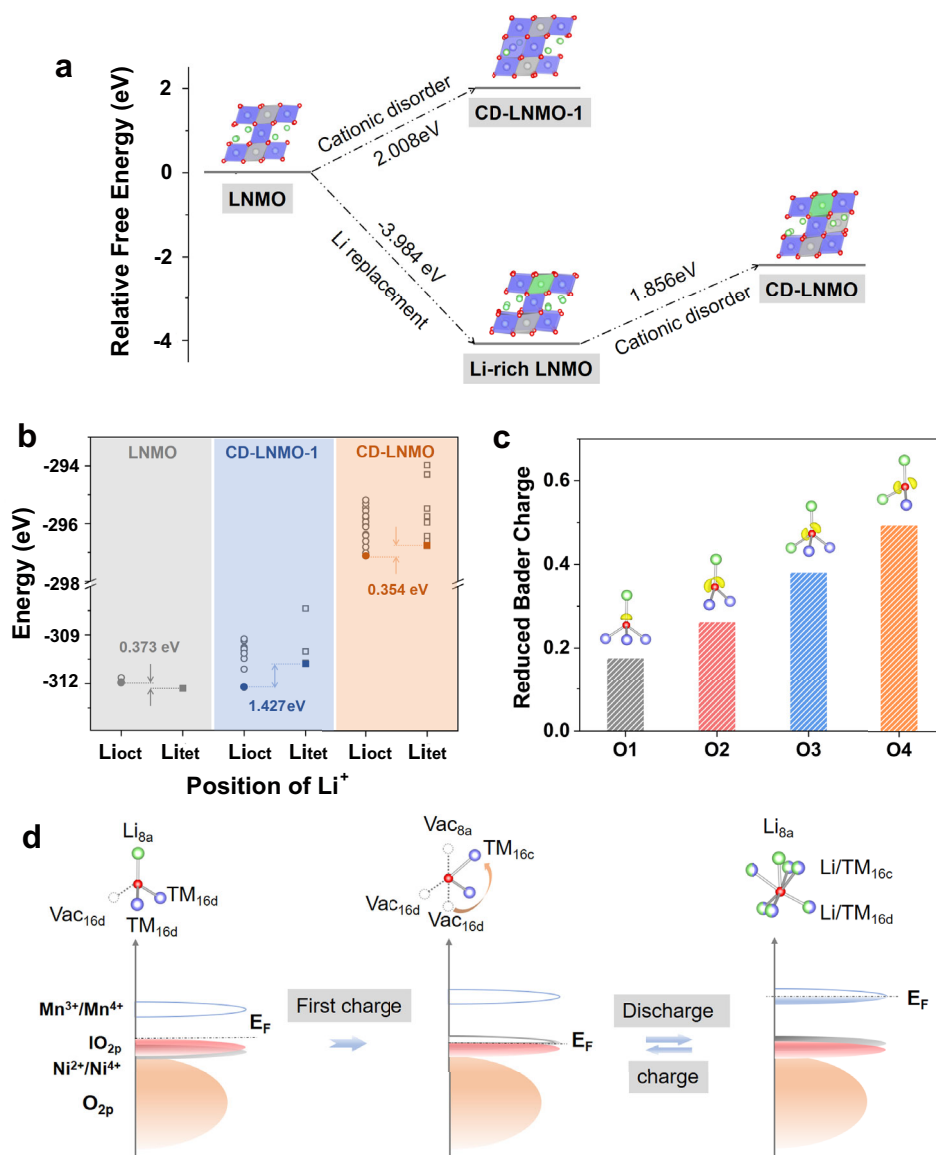 a
Relative Free Energy (eV)
2
0
-2
-4
LNMO
Cationic disorder
2.008eV
CD-LNMO-1
-3.984 eV
Li replacement
Li-rich LNMO
1.856eV
Cationic disorder
CD-LNMO
b
Energy (eV)
-294
-296
-298
-309
-312
LNMO
CD-LNMO-1
CD-LNMO
0.373 eV
1.427eV
0.354 eV
Lioct
Litet
Lioct
Litet
Lioct
Litet
Position of Li+
c
Reduced Bader Charge
0.6
0.4
0.2
0.0
O1
O2
O3
O4
d
Li8a
Vac16d
TM16d
TM16d
Mn3+/Mn4+
EF
IO2p
Ni2+/Ni4+
O2p
First charge
Vac8a
TM16c
Vac16d
Vac16d
EF
Discharge
charge
Li8a
Li/TM16c
Li/TM16d
EF